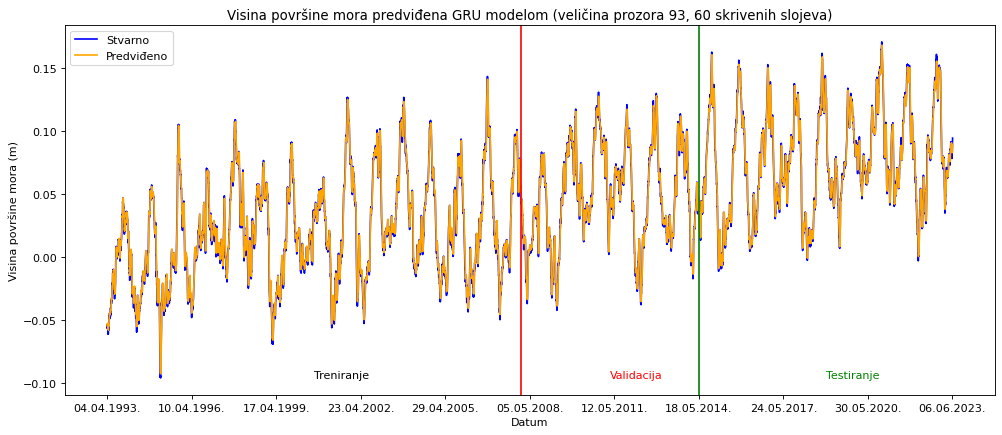 Visina površine mora predviđena GRU modelom (veličina prozora 93, 60 skrivenih slojeva)
Stvarno
Predviđeno
Visina površine mora (m)
0.15
0.10
0.05
0.00
−0.05
−0.10
Treniranje
Validacija
Testiranje
04.04.1993. 10.04.1996. 17.04.1999. 23.04.2002. 29.04.2005. 05.05.2008. 12.05.2011. 18.05.2014. 24.05.2017. 30.05.2020. 06.06.2023.
Datum